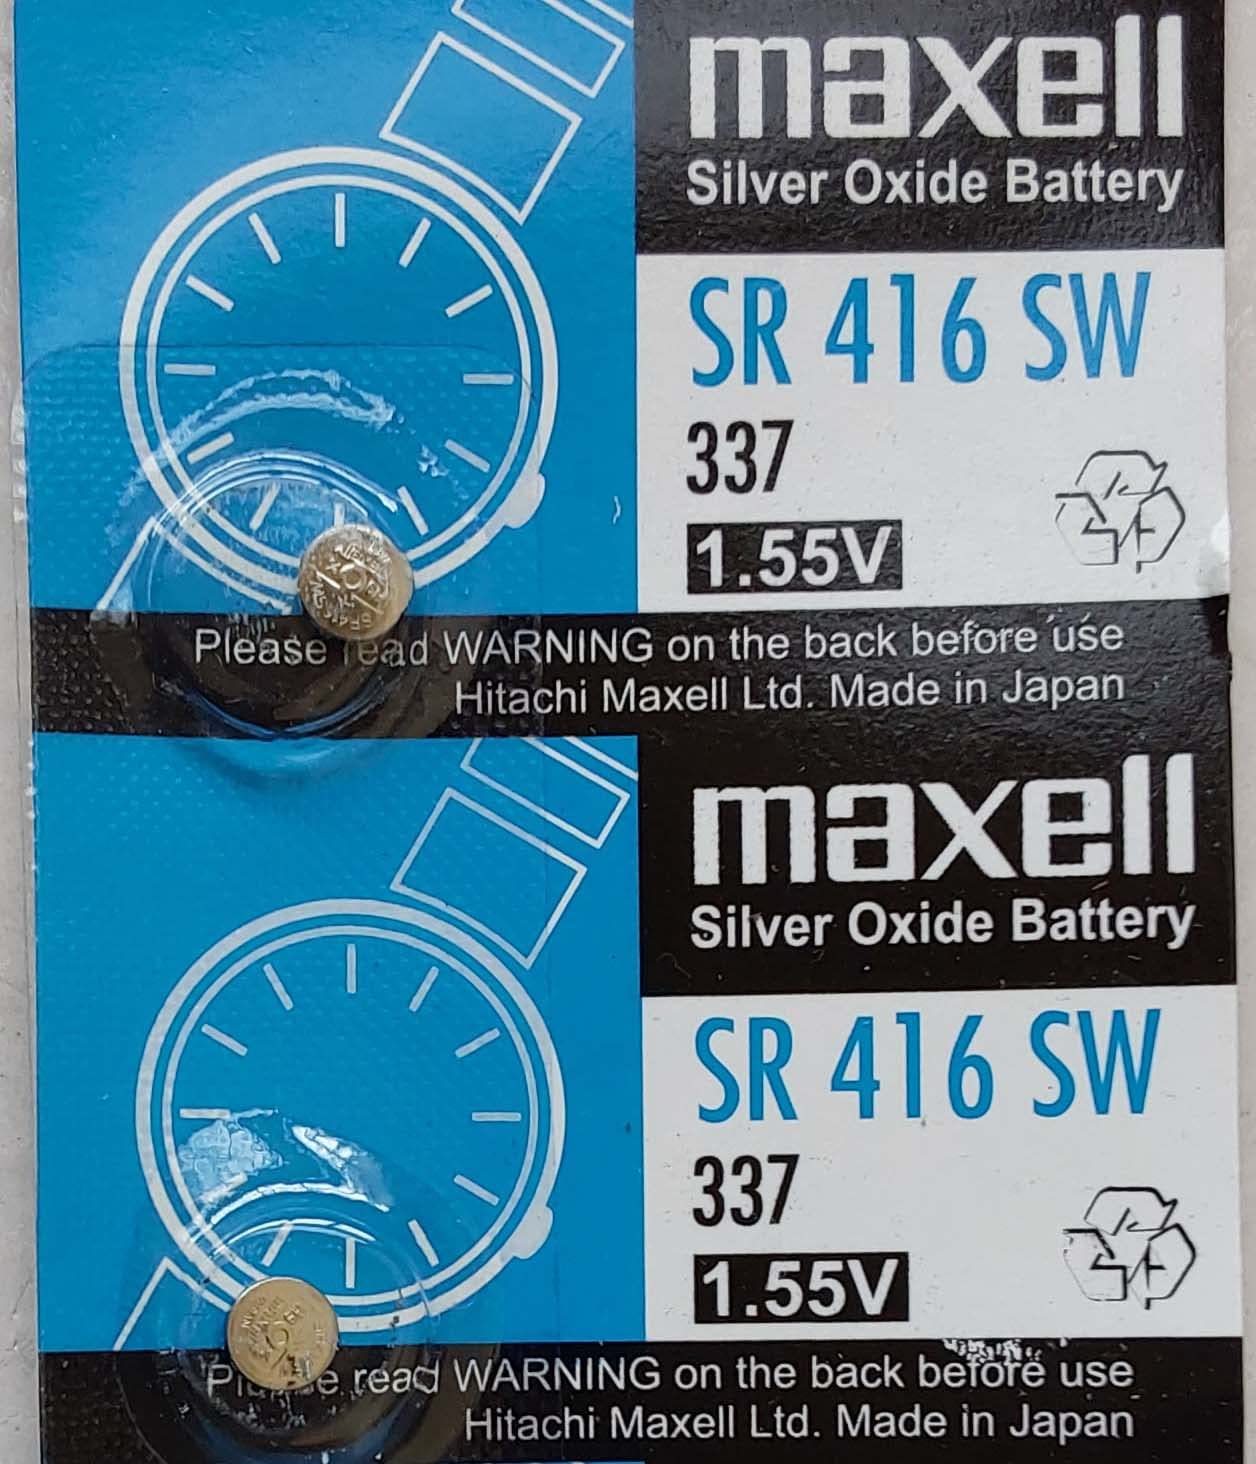 maxell
Silver Oxide Battery
SR 416 SW
337
1.55V
Please read WARNING on the back before use
Hitachi Maxell Ltd. Made in Japan
maxell
Silver Oxide Battery
SR 416 SW
337
1.55V
Please read WARNING on the back before use
Hitachi Maxell Ltd. Made in Japan